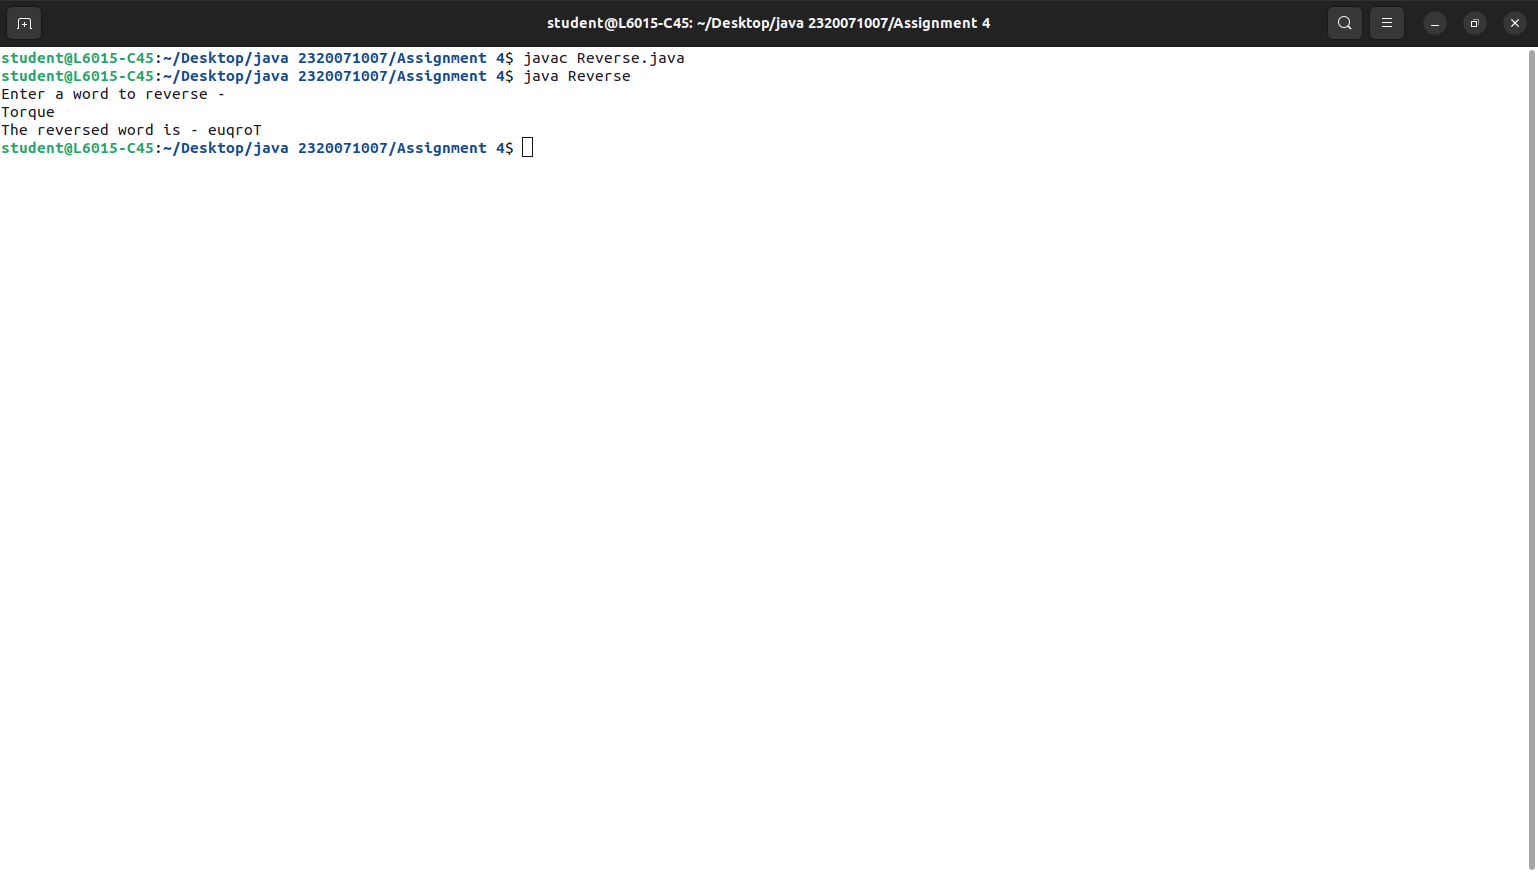 student@L6015-C45: ~/Desktop/java 2320071007/Assignment 4
student@L6015-C45:~/Desktop/java 2320071007/Assignment 4$ javac Reverse.java
student@L6015-C45:~/Desktop/java 2320071007/Assignment 4$ java Reverse
Enter a word to reverse -
Torque
The reversed word is - euqroT
student@L6015-C45:~/Desktop/java 2320071007/Assignment 4$